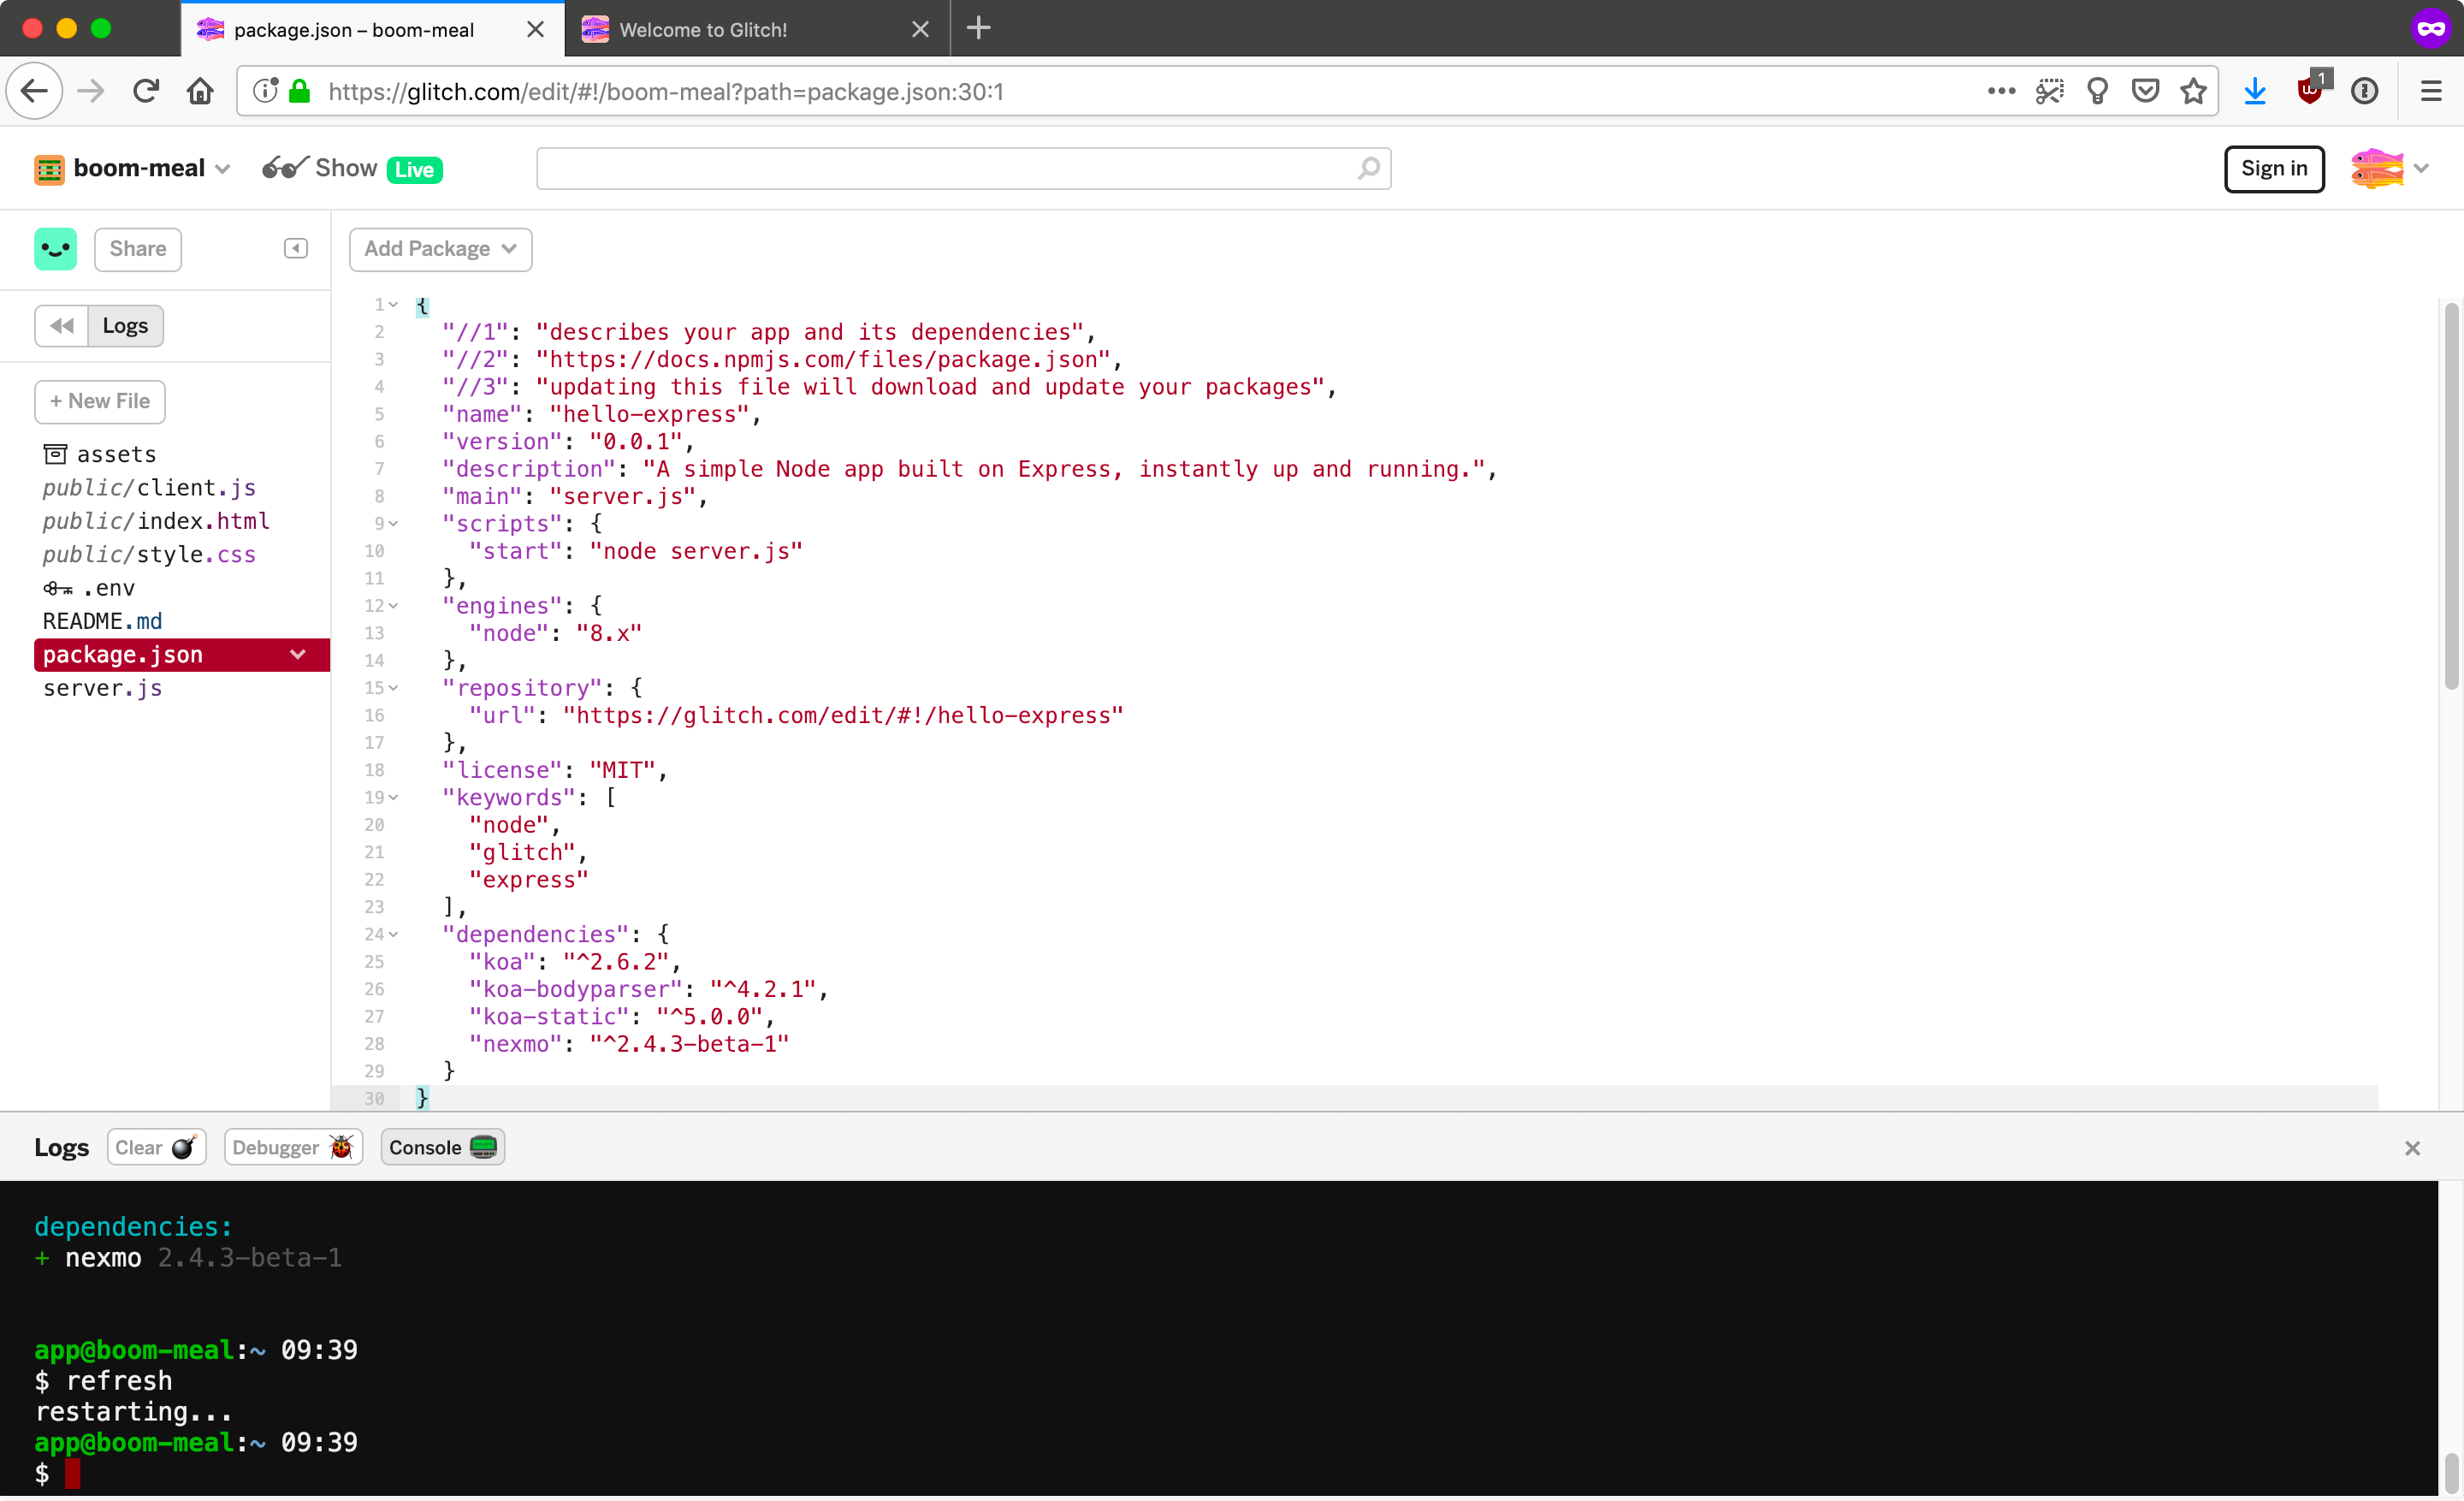 package.json – boom-meal
Welcome to Glitch!
https://glitch.com/edit/#!/boom-meal?path=package.json:30:1
1
boom-meal
Show Live
Sign in
Share
Add Package
Logs
+ New File
assets
public/client.js
public/index.html
public/style.css
.env
README.md
package.json
server.js
1 {
2 "//1": "describes your app and its dependencies",
3 "//2": "https://docs.npmjs.com/files/package.json",
4 "//3": "updating this file will download and update your packages",
5 "name": "hello-express",
6 "version": "0.0.1",
7 "description": "A simple Node app built on Express, instantly up and running.",
8 "main": "server.js",
9 "scripts": {
10 "start": "node server.js"
11 },
12 "engines": {
13 "node": "8.x"
14 },
15 "repository": {
16 "url": "https://glitch.com/edit/#!/hello-express"
17 },
18 "license": "MIT",
19 "keywords": [
20 "node",
21 "glitch",
22 "express"
23 ],
24 "dependencies": {
25 "koa": "^2.6.2",
26 "koa-bodyparser": "^4.2.1",
27 "koa-static": "^5.0.0",
28 "nexmo": "^2.4.3-beta-1"
29 }
30 }
Logs Clear Debugger Console
dependencies:
+ nexmo 2.4.3-beta-1
app@boom-meal:~ 09:39
$ refresh
restarting...
app@boom-meal:~ 09:39
$